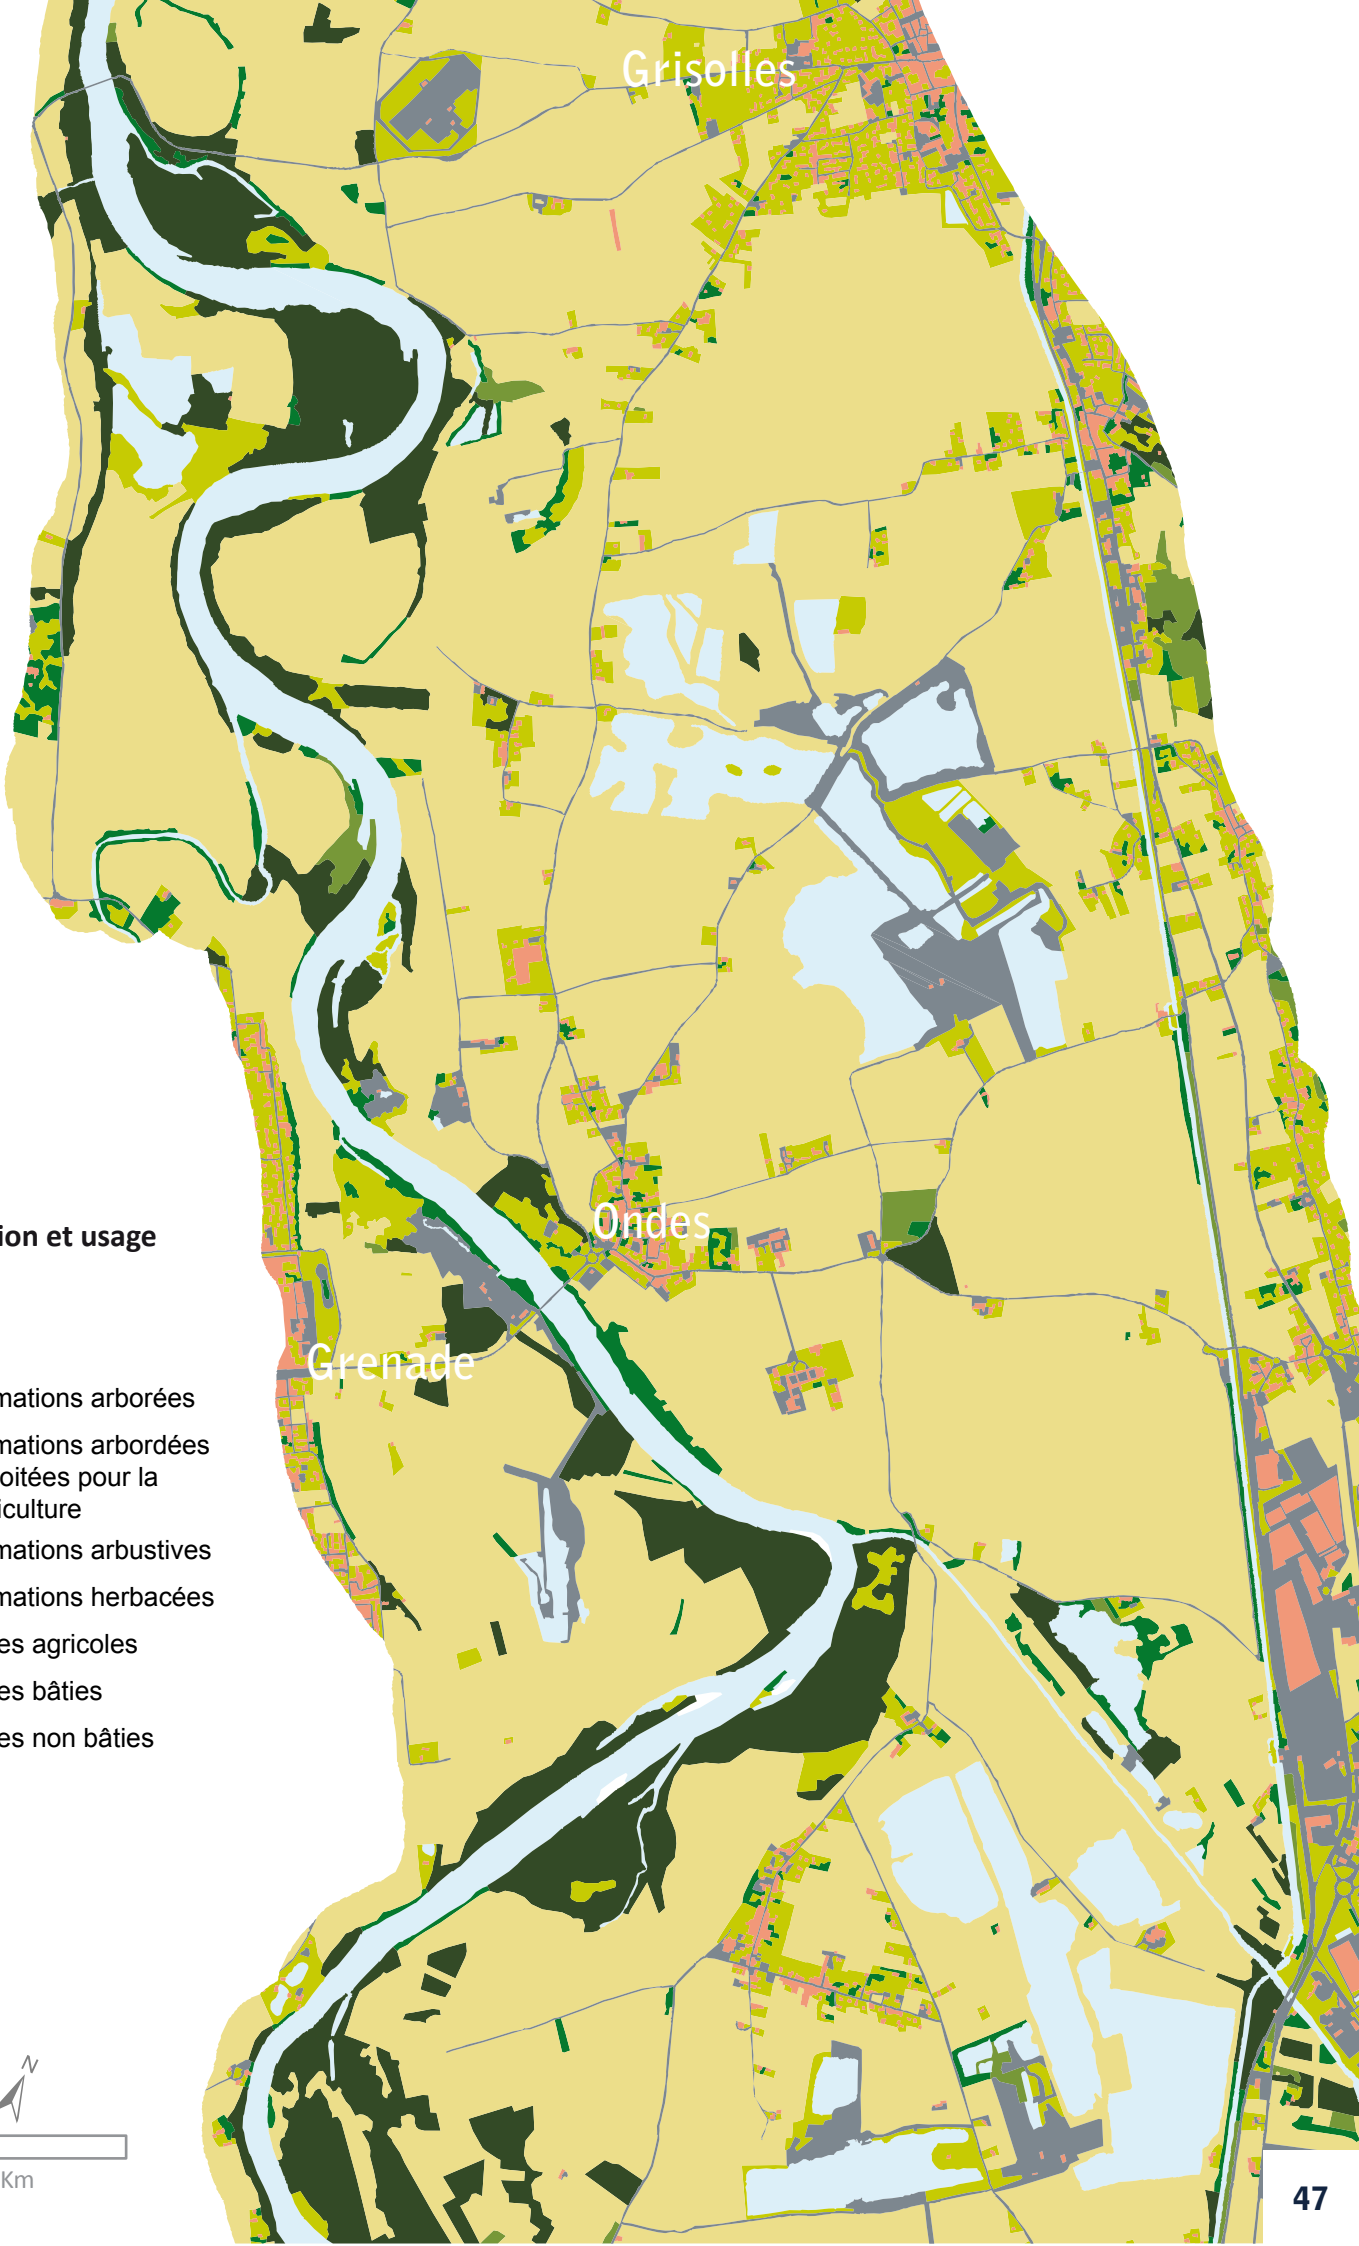 Grisolles
Ondes
ion et usage
Grenade
mations arborées
mations arbordées
oitées pour la
iculture
mations arbustives
mations herbacées
es agricoles
es bâties
es non bâties
N
Km
47